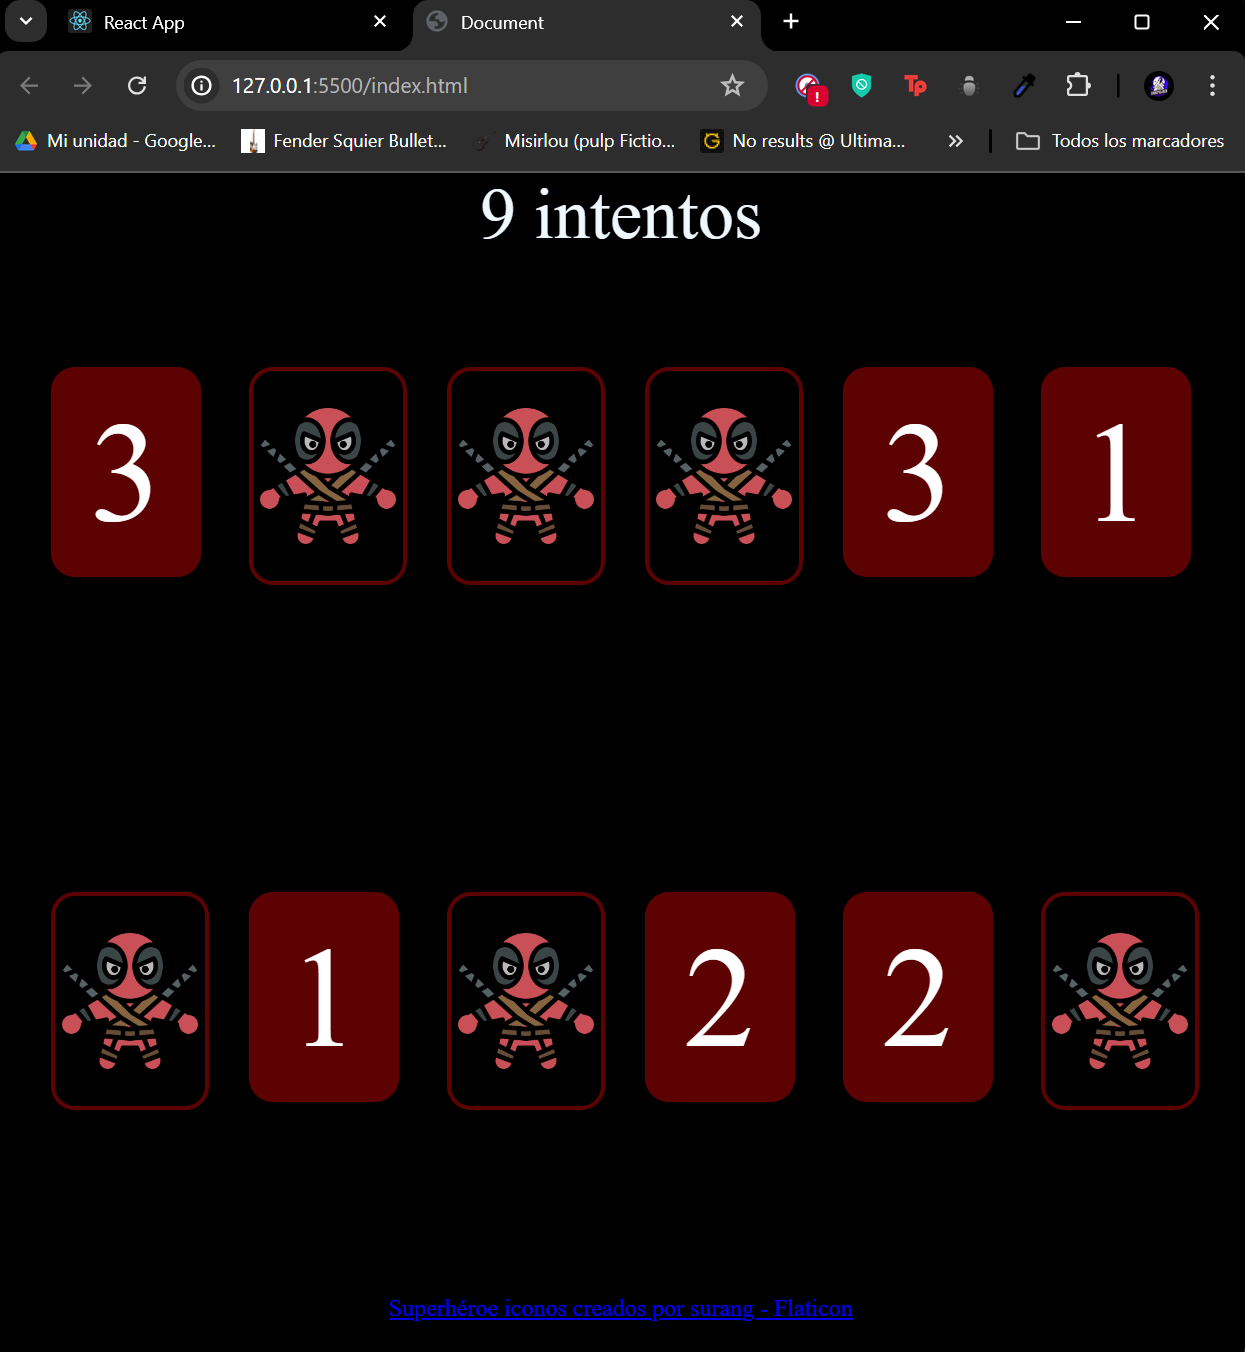 React App
Document
127.0.0.1:5500/index.html
Tp
!
Mi unidad - Google...
Fender Squier Bullet...
Misirlou (pulp Fictio...
G
No results @ Ultima...
Todos los marcadores
9 intentos
3
3
1
1
2
2
Superhéroe iconos creados por surang - Flaticon